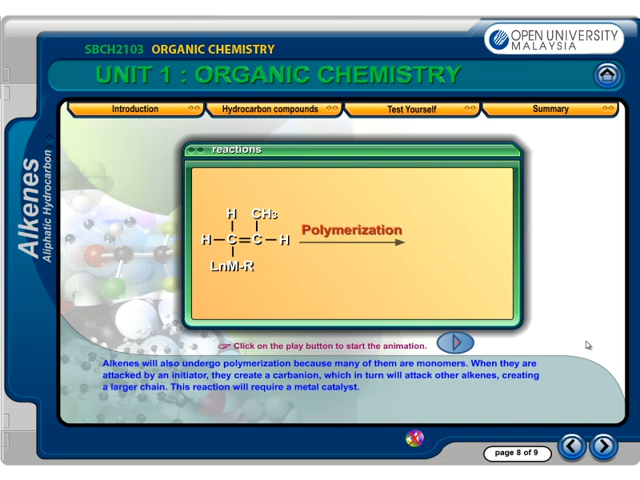 OPEN UNIVERSITY
MALAYSIA
SBCH2103 ORGANIC CHEMISTRY
UNIT 1 : ORGANIC CHEMISTRY
Introduction
Hydrocarbon compounds
Test Yourself
Summary
Alkenes
Aliphatic Hydrocarbon
reactions
H CH3
H C=C H
LnM-R
Polymerization
Click on the play button to start the animation.
Alkenes will also undergo polymerization because many of them are monomers. When they are
attacked by an initiator, they create a carbanion, which in turn will attack other alkenes, creating
a larger chain. This reaction will require a metal catalyst.
page 8 of 9